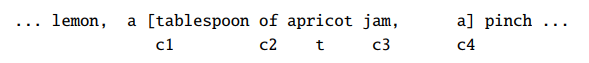 ... lemon, a [tablespoon of apricot jam, a] pinch ...
c1 c2 t c3 c4